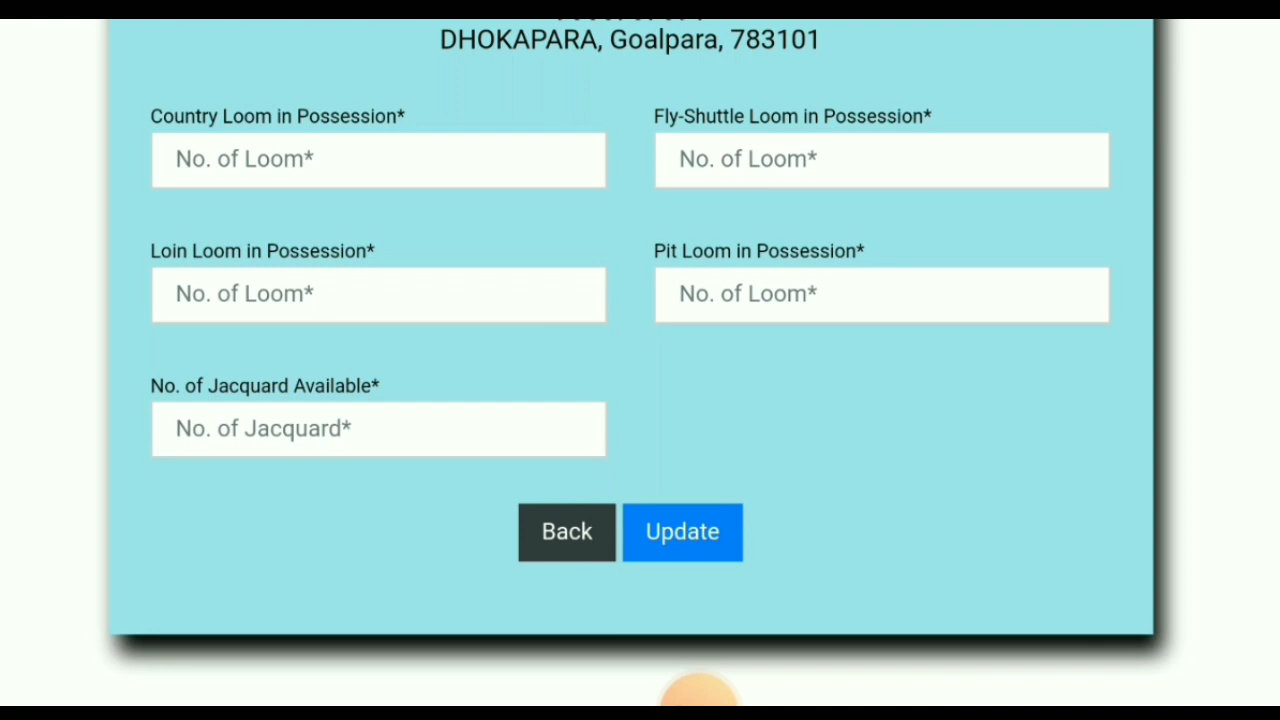 DHOKAPARA, Goalpara, 783101
Country Loom in Possession*
Fly-Shuttle Loom in Possession*
No. of Loom*
No. of Loom*
Loin Loom in Possession*
Pit Loom in Possession*
No. of Loom*
No. of Loom*
No. of Jacquard Available*
No. of Jacquard*
Back
Update